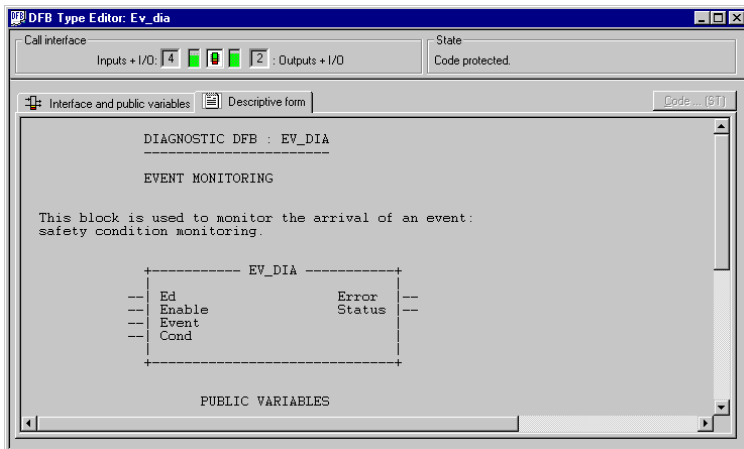 DFB Type Editor: Ev_dia
Call interface
Inputs + I/O: 4 2 : Outputs + I/O
State
Code protected.
Interface and public variables Descriptive form Code ... (ST)
DIAGNOSTIC DFB : EV_DIA
-----------------------
EVENT MONITORING
This block is used to monitor the arrival of an event:
safety condition monitoring.
+----------- EV_DIA -----------+
--| Ed Error |--
--| Enable Status |--
--| Event |
--| Cond |
+------------------------------+
PUBLIC VARIABLES